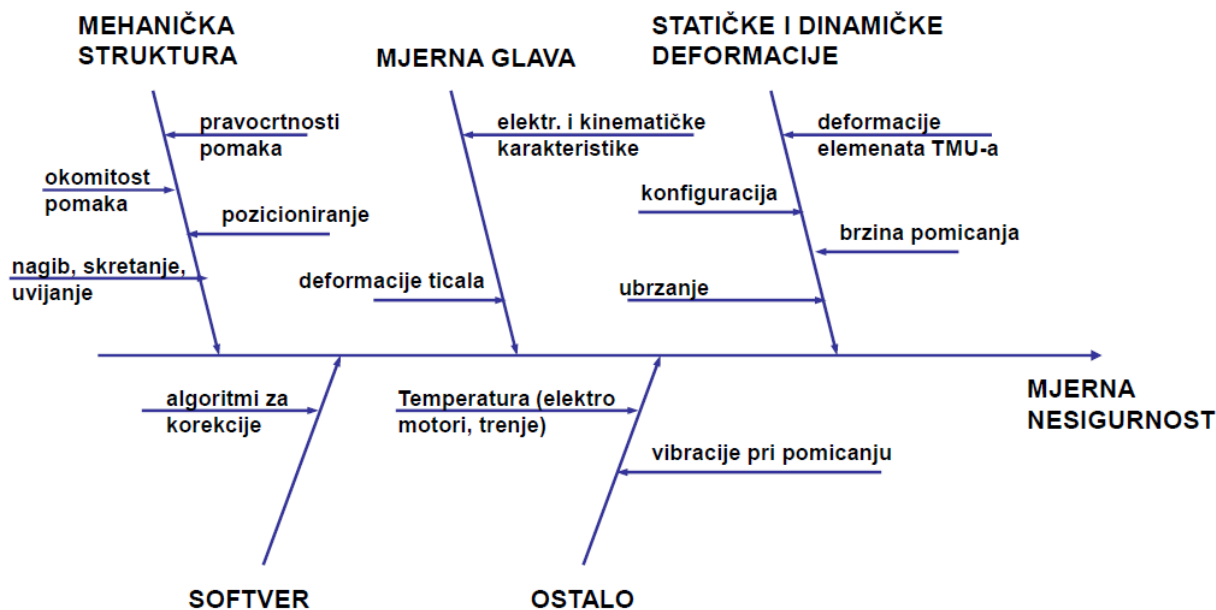 MEHANIČKA
STRUKTURA
MJERNA GLAVA
STATIČKE I DINAMIČKE
DEFORMACIJE
pravocrtnosti
pomaka
okomitost
pomaka
pozicioniranje
nagib, skretanje,
uvijanje
elektr. i kinematičke
karakteristike
deformacije ticala
deformacije
elemenata TMU-a
konfiguracija
brzina pomicanja
ubrzanje
algoritmi za
korekcije
Temperatura (elektro
motori, trenje)
vibracije pri pomicanju
MJERNA
NESIGURNOST
SOFTVER
OSTALO